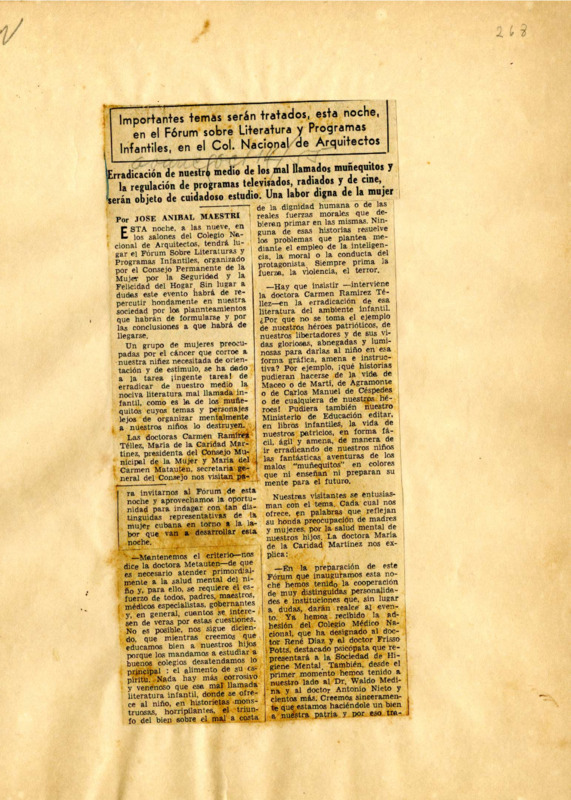 268
Importantes temas serán tratados, esta noche,
en el Fórum sobre Literatura y Programas
Infantiles, en el Col. Nacional de Arquitectos
Erradicación de nuestro medio de los mal llamados muñequitos y
la regulación de programas televisados, radiados y de cine,
serán objeto de cuidadoso estudio. Una labor digna de la mujer
Por JOSE ANIBAL MAESTRI
ESTA noche, a las nueve, en
los salones del Colegio Na-
cional de Arquitectos, tendrá lu-
gar el Fórum Sobre Literaturas y
Programas Infantiles, organizado
por el Consejo Permanente de la
Mujer por la Seguridad y la
Felicidad del Hogar. Sin lugar a
dudas este evento habrá de re-
percutir hondamente en nuestra
sociedad por los plannteamientos
que habrán de formularse y por
las conclusiones a que habrá de
llegarse.
Un grupo de mujeres preocu-
padas por el cáncer que corroe a
nuestra niñez necesitada de orienta-
ción y de estímulo, se ha dado
a la tarea ¡ingente tarea! de
erradicar de nuestro medio la
nociva literatura mal llamada in-
fantil, como es la de los muñe-
quitos cuyos temas y personajes
lejos de organizar mentalmente
a nuestros niños lo destruyen.
Las doctoras Carmen Ramírez
Téllez, María de la Caridad Mar-
tínez, presidenta del Consejo Mu-
nicipal de la Mujer y María del
Carmen Matauten, secretaria ge-
neral del Consejo nos visitan pa-
ra invitarnos al Fórum de esta
noche y aprovechamos la oportu-
nidad para indagar con tan dis-
tinguidas representativas de la
mujer cubana en torno a la la-
bor que van a desarrollar esta
noche.
—Mantenemos el criterio—nos
dice la doctora Metauten—de que
es necesario atender primordial-
mente a la salud mental del ni-
ño y, para ello, se requiere el es-
fuerzo de todos, padres, maestros,
médicos especialistas, gobernantes
y, en general, cuentos se intere-
sen de veras por estas cuestiones.
No es posible, nos sigue dicien-
do, que mientras creemos que
educamos bien a nuestros hijos
porque los mandamos a estudiar a
buenos colegios desatendamos lo
principal : el alimento de su es-
píritu. Nada hay más corrosivo
y venenoso que esa mal llamada
literatura infantil, donde se ofre-
ce al niño, en historietas mons-
truosas, horripilantes, el triun-
fo del bien sobre el mal a costa
de la dignidad humana o de las
reales fuerzas morales que de-
bieran primar en las mismas. Nin-
guna de esas historias resuelve
los problemas que plantea me-
diante el empleo de la inteligen-
cia, la moral o la conducta del
protagonista. Siempre prima la
fuerza, la violencia, el terror.
—Hay que insistir —interviene
la doctora Carmen Ramírez Té-
llez—en la erradicación de esa
literatura del ambiente infantil.
¿Por que no se toma el ejemplo
de nuestros héroes patrióticos, de
nuestros libertadores y de sus vi-
das gloriosas, abnegadas y lumi-
nosas para darlas al niño en esa
forma gráfica, amena e instruc-
tiva? Por ejemplo, ¡qué historias
pudieran hacerse de la vida de
Maceo o de Martí, de Agramonte
o de Carlos Manuel de Céspedes
o de cualquiera de nuestros hé-
roes! Pudiera también nuestro
Ministerio de Educación editar,
en libros infantiles, la vida de
nuestros patricios, en forma fá-
cil, ágil y amena, de manera de
ir erradicando de nuestros niños
las fantásticas aventuras de los
malos "muñequitos" en colores
que ni enseñan ni preparan su
mente para el futuro.
Nuestras visitantes se entusias-
man con el tema. Cada cual nos
ofrece, en palabras que reflejan
su honda preocupación de madres
y mujeres, por la salud mental de
nuestros hijos. La doctora María
de la Caridad Martínez nos ex-
plica:
—En la preparación de este
Fórum que inauguramos esta no-
che hemos tenido la cooperación
de muy distinguidas personalida-
des e instituciones que, sin lugar
a dudas, darán realce al even-
to. Ya hemos recibido la ad-
hesión del Colegio Médico Na-
cional, que ha designado al doc-
tor René Díaz y el doctor Frisso
Potts, destacado psicópata que re-
presentará a la Sociedad de Hi-
giene Mental. También, desde el
primer momento hemos tenido a
nuestro lado al Dr. Waldo Medi-
na y al doctor Antonio Nieto y
cientos más. Creemos sinceramen-
te que estamos haciéndole un bien
a nuestra patria y por eso tra-